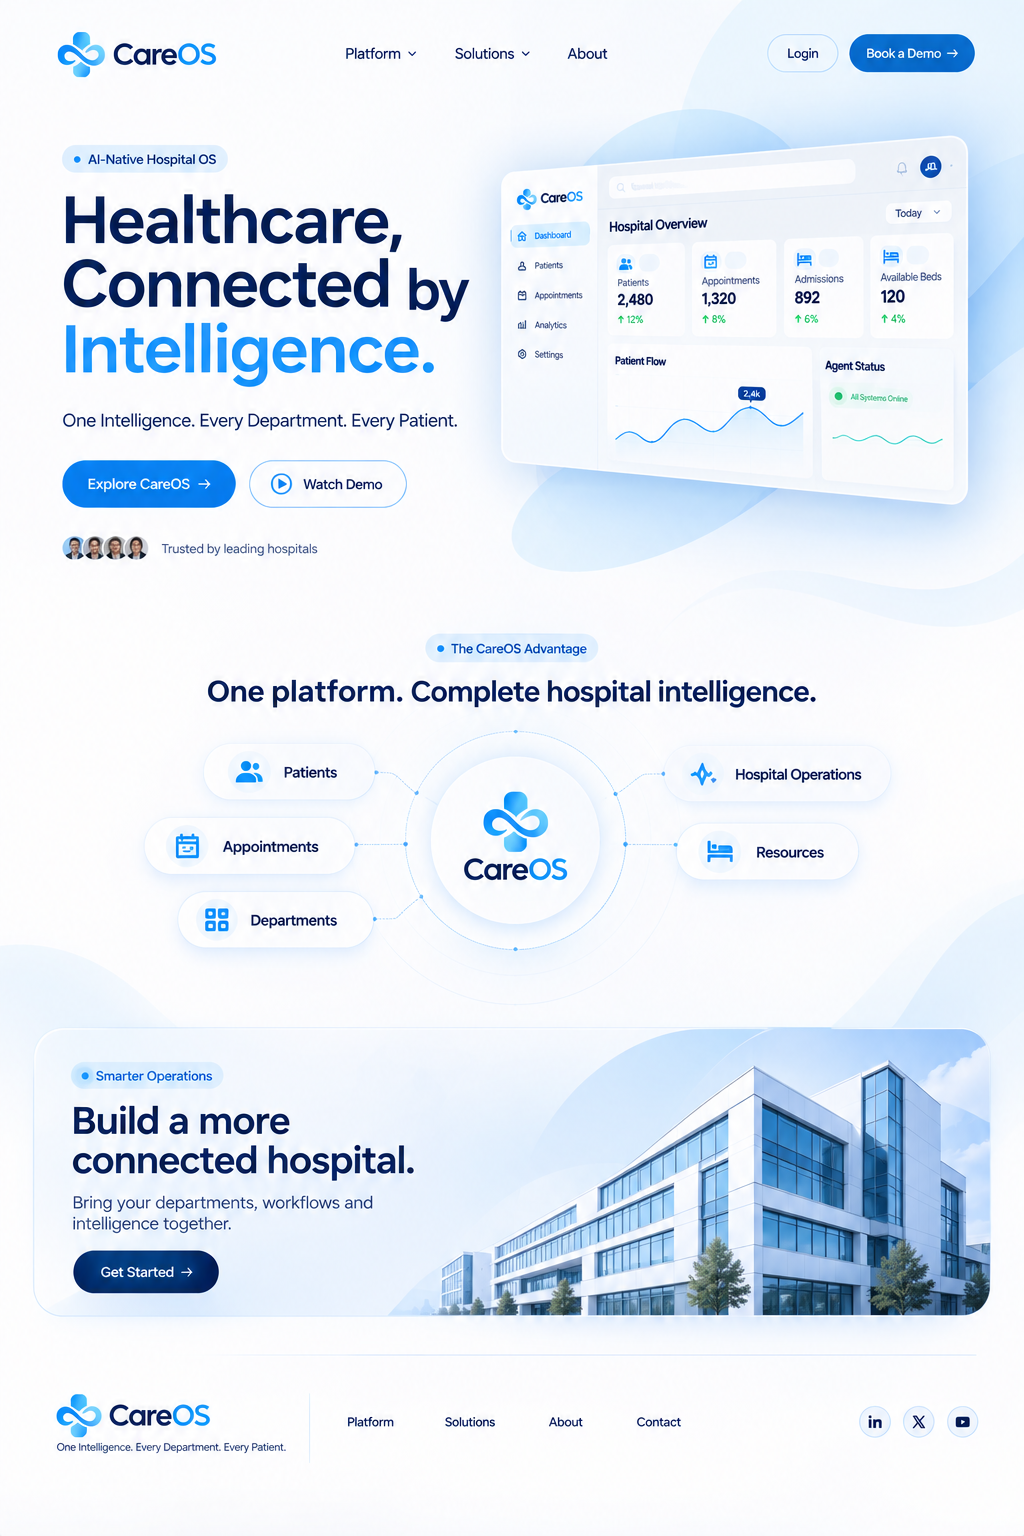 CareOS
Platform
Solutions
About
Login
Book a Demo →
AI-Native Hospital OS
Healthcare,
Connected by
Intelligence.
One Intelligence. Every Department. Every Patient.
Explore CareOS →
Watch Demo
Trusted by leading hospitals
CareOS
Dashboard
Patients
Appointments
Analytics
Settings
Hospital Overview
Today
Patients
2,480
↑ 12%
Appointments
1,320
↑ 8%
Admissions
892
↑ 6%
Available Beds
120
↑ 4%
Patient Flow
2,4k
Agent Status
All Systems Online
The CareOS Advantage
One platform. Complete hospital intelligence.
Patients
Appointments
Departments
CareOS
Hospital Operations
Resources
Smarter Operations
Build a more
connected hospital.
Bring your departments, workflows and
intelligence together.
Get Started →
CareOS
One Intelligence. Every Department. Every Patient.
Platform
Solutions
About
Contact
in
X